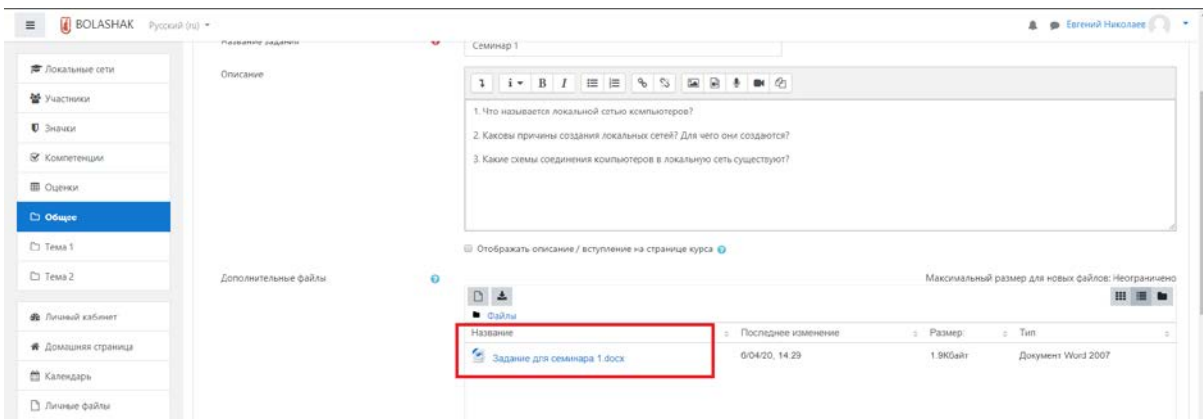 BOLASHAK Русский (ru) Евгений Николаев
Название задания
Семинар 1
Локальные сети
Участники
Значки
Компетенции
Оценки
Общее
Тема 1
Тема 2
Личный кабинет
Домашняя страница
Календарь
Личные файлы
Описание
i B I
1. Что называется локальной сетью компьютеров?
2. Каковы причины создания локальных сетей? Для чего они создаются?
3. Какие схемы соединения компьютеров в локальную сеть существуют?
Отображать описание / вступление на странице курса
Дополнительные файлы
Максимальный размер для новых файлов: Неограничено
Файлы
Название Последнее изменение Размер Тип
Задание для семинара 1.docx 6/04/20, 14:29 1.9Кбайт Документ Word 2007